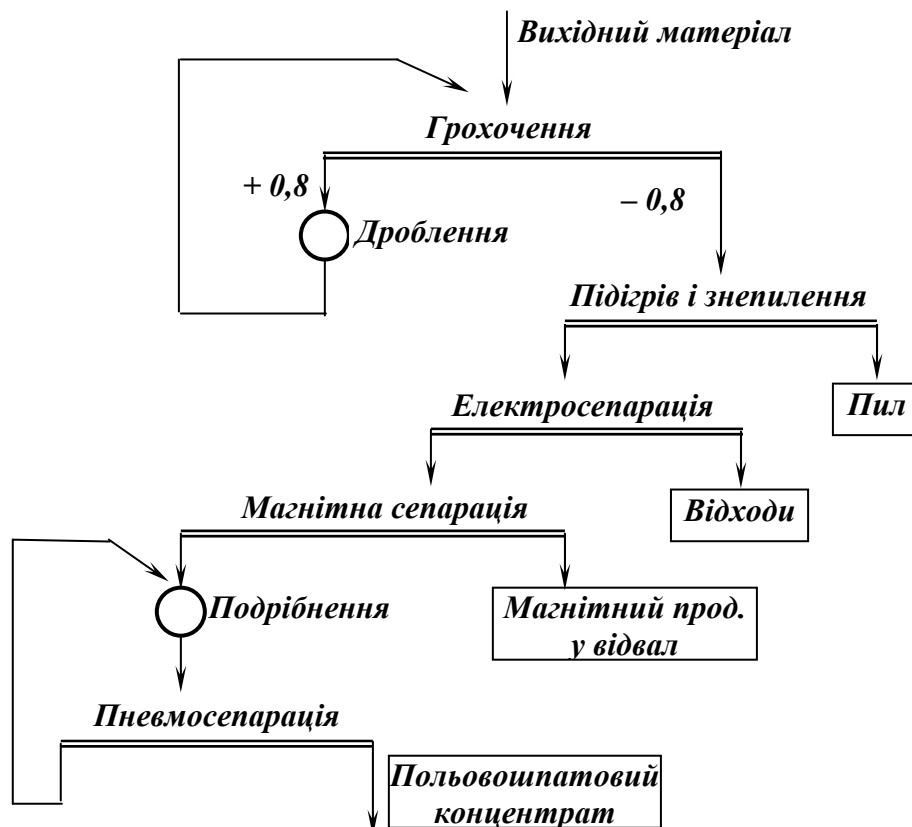 Вихідний матеріал
Грохочення
+ 0,8
– 0,8
Дроблення
Підігрів і знепилення
Електросепарація
Пил
Магнітна сепарація
Відходи
Подрібнення
Магнітний прод.
у відвал
Пневмосепарація
Польовошпатовий
концентрат